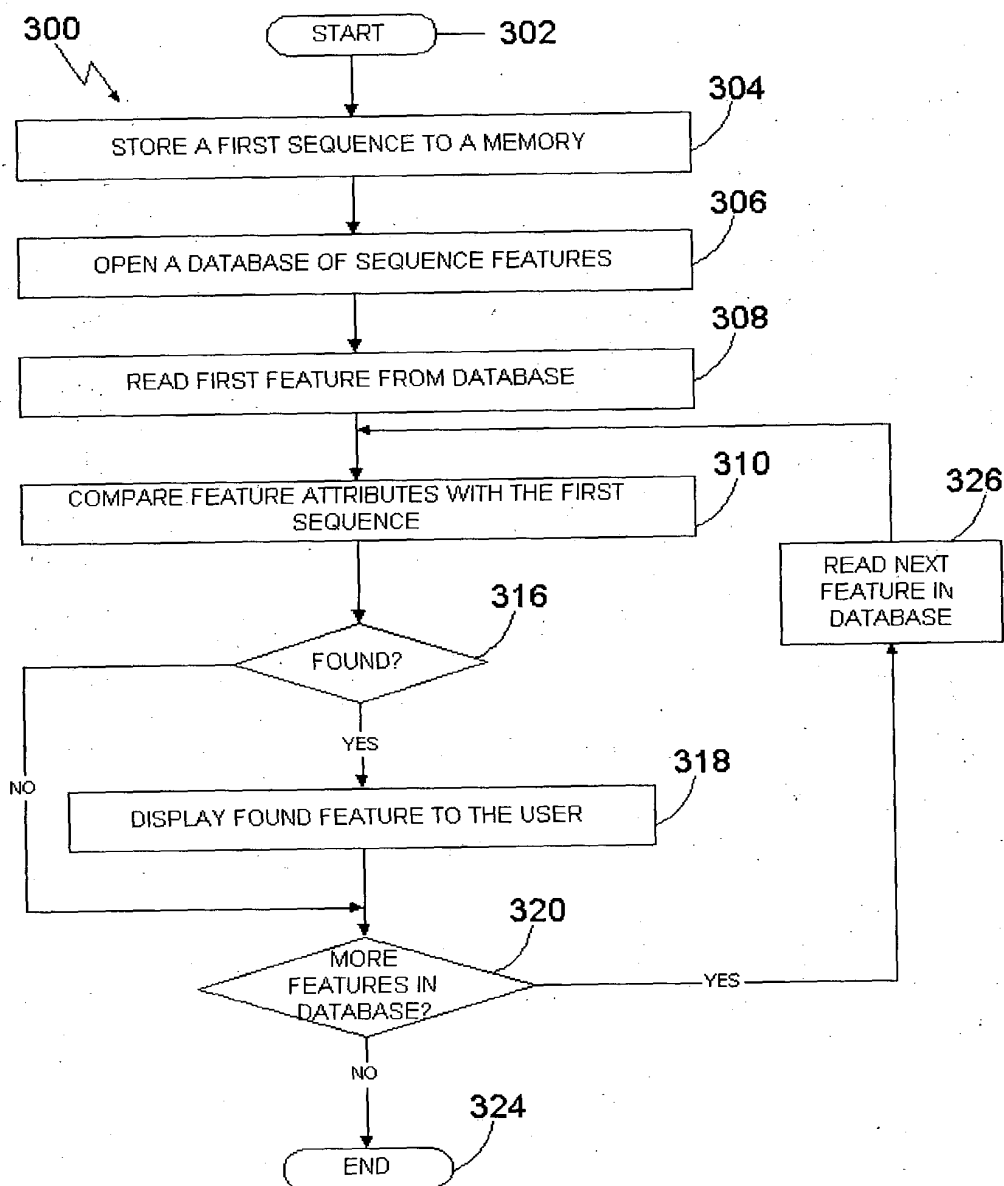 300
START
302
304
STORE A FIRST SEQUENCE TO A MEMORY
306
OPEN A DATABASE OF SEQUENCE FEATURES
308
READ FIRST FEATURE FROM DATABASE
310
COMPARE FEATURE ATTRIBUTES WITH THE FIRST
SEQUENCE
326
READ NEXT
FEATURE IN
DATABASE
316
FOUND?
YES
NO
318
DISPLAY FOUND FEATURE TO THE USER
320
MORE
FEATURES IN
DATABASE?
YES
NO
324
END